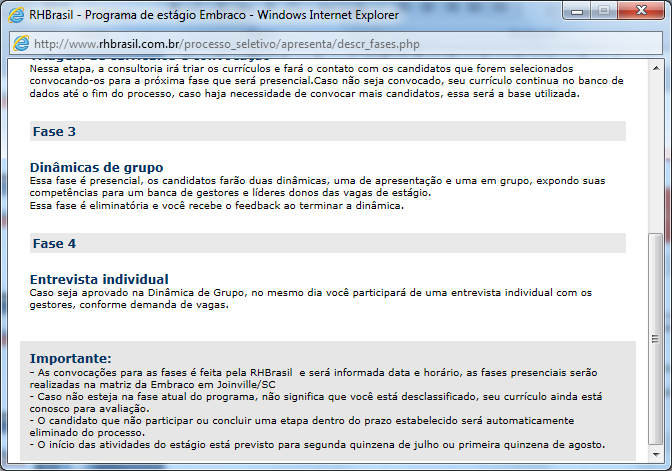 RHBrasil - Programa de estágio Embraco - Windows Internet Explorer
http://www.rhbrasil.com.br/processo_seletivo/apresenta/descr_fases.php
Nessa etapa, a consultoria irá triar os currículos e fará o contato com os candidatos que forem selecionados
convocando-os para a próxima fase que será presencial.Caso não seja convocado, seu currículo continua no banco de
dados até o fim do processo, caso haja necessidade de convocar mais candidatos, essa será a base utilizada.
Fase 3
Dinâmicas de grupo
Essa fase é presencial, os candidatos farão duas dinâmicas, uma de apresentação e uma em grupo, expondo suas
competências para um banca de gestores e líderes donos das vagas de estágio.
Essa fase é eliminatória e você recebe o feedback ao terminar a dinâmica.
Fase 4
Entrevista individual
Caso seja aprovado na Dinâmica de Grupo, no mesmo dia você participará de uma entrevista individual com os
gestores, conforme demanda de vagas.
Importante:
- As convocações para as fases é feita pela RHBrasil e será informada data e horário, as fases presenciais serão
realizadas na matriz da Embraco em Joinville/SC
- Caso não esteja na fase atual do programa, não significa que você está desclassificado, seu currículo ainda está
conosco para avaliação.
- O candidato que não participar ou concluir uma etapa dentro do prazo estabelecido será automaticamente
eliminado do processo.
- O início das atividades do estágio está previsto para segunda quinzena de julho ou primeira quinzena de agosto.